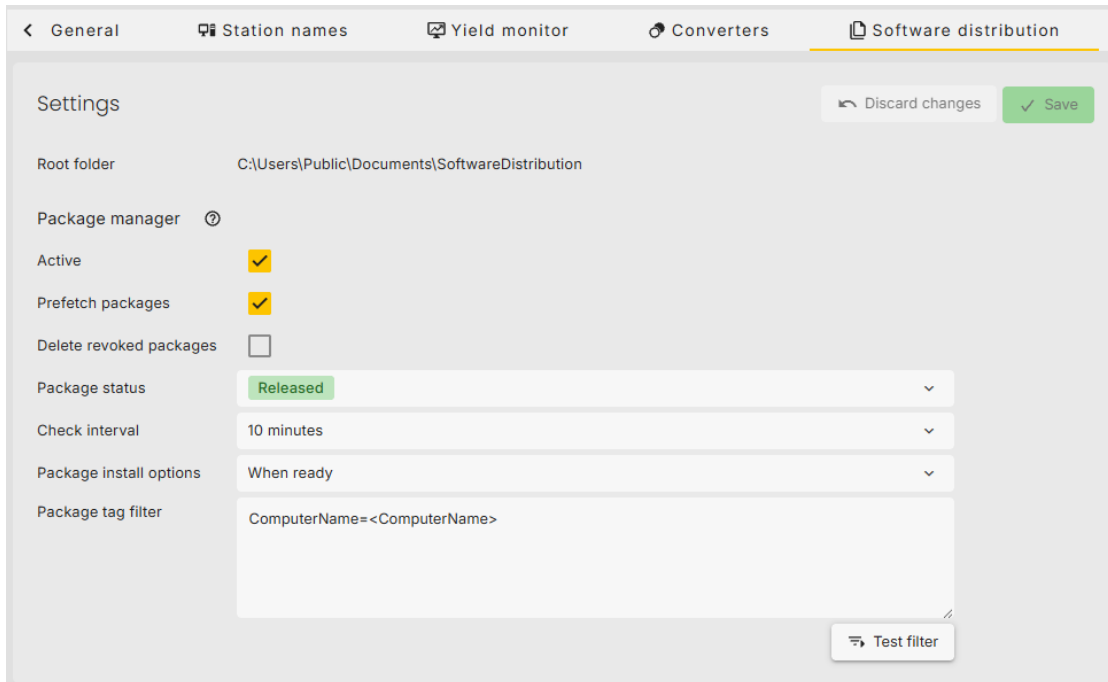 General Station names Yield monitor Converters Software distribution
Settings Discard changes Save
Root folder C:\Users\Public\Documents\SoftwareDistribution
Package manager
Active
Prefetch packages
Delete revoked packages
Package status Released
Check interval 10 minutes
Package install options When ready
Package tag filter ComputerName=<ComputerName>
Test filter